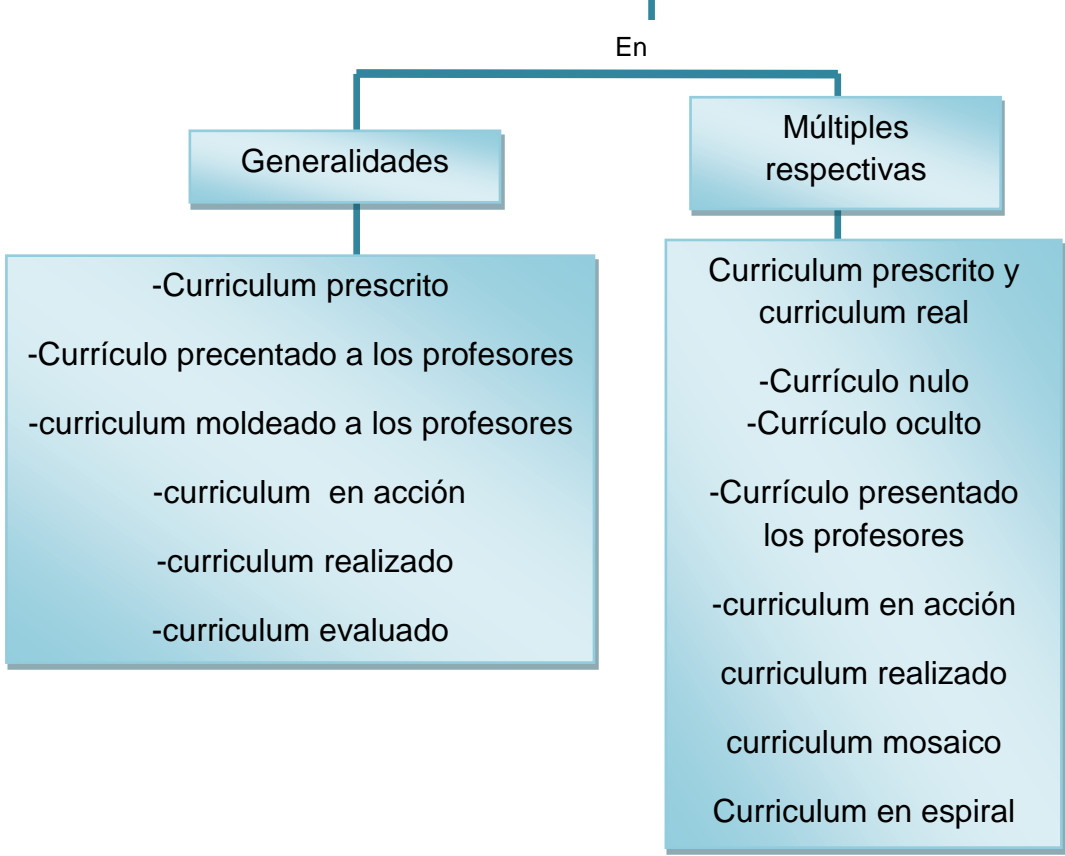 En
Generalidades
-Curriculum prescrito
-Currículo precentado a los profesores
-curriculum moldeado a los profesores
-curriculum  en acción
-curriculum realizado
-curriculum evaluado
Múltiples
respectivas
Curriculum prescrito y
curriculum real
-Currículo nulo
-Currículo oculto
-Currículo presentado
los profesores
-curriculum en acción
curriculum realizado
curriculum mosaico
Curriculum en espiral